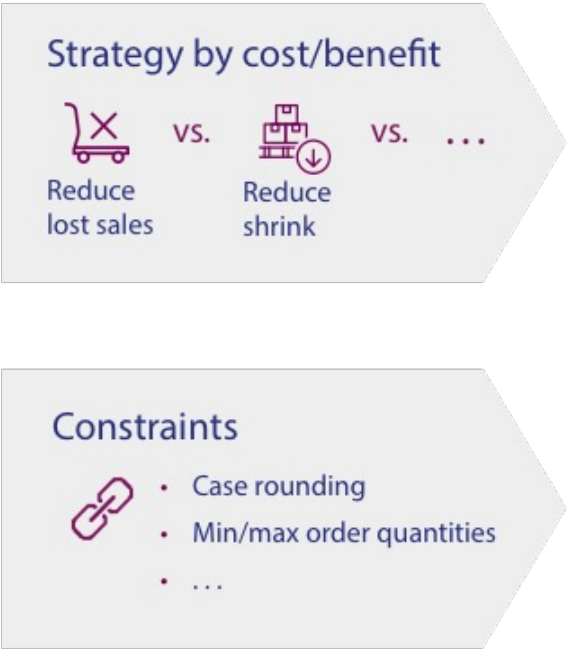 Strategy by cost/benefit
vs.
vs.
...
Reduce
lost sales
Reduce
shrink
Constraints
• Case rounding
• Min/max order quantities
• ...